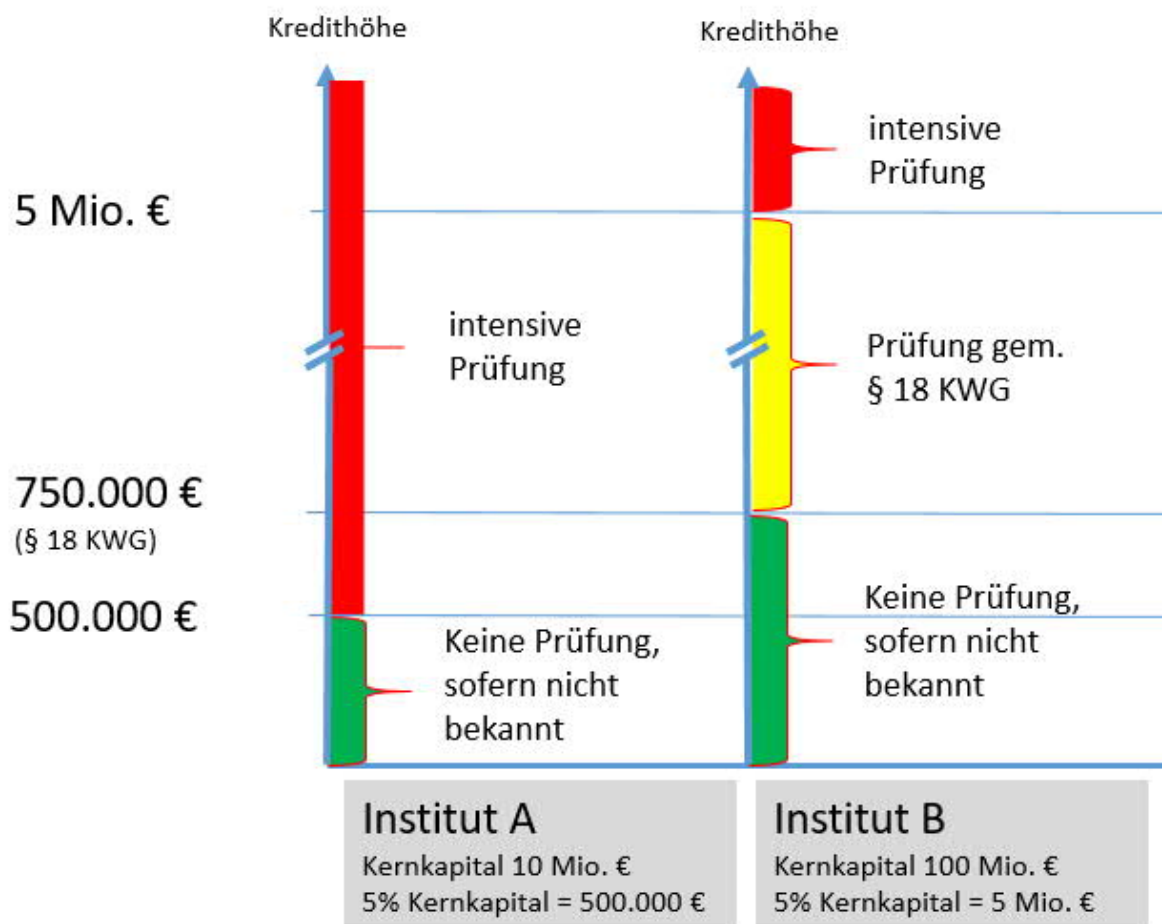 Kredithöhe
Kredithöhe
5 Mio. €
750.000 €
(§ 18 KWG)
500.000 €
intensive
Prüfung
Keine Prüfung,
sofern nicht
bekannt
intensive
Prüfung
Prüfung gem.
§ 18 KWG
Keine Prüfung,
sofern nicht
bekannt
Institut A
Kernkapital 10 Mio. €
5% Kernkapital = 500.000 €
Institut B
Kernkapital 100 Mio. €
5% Kernkapital = 5 Mio. €